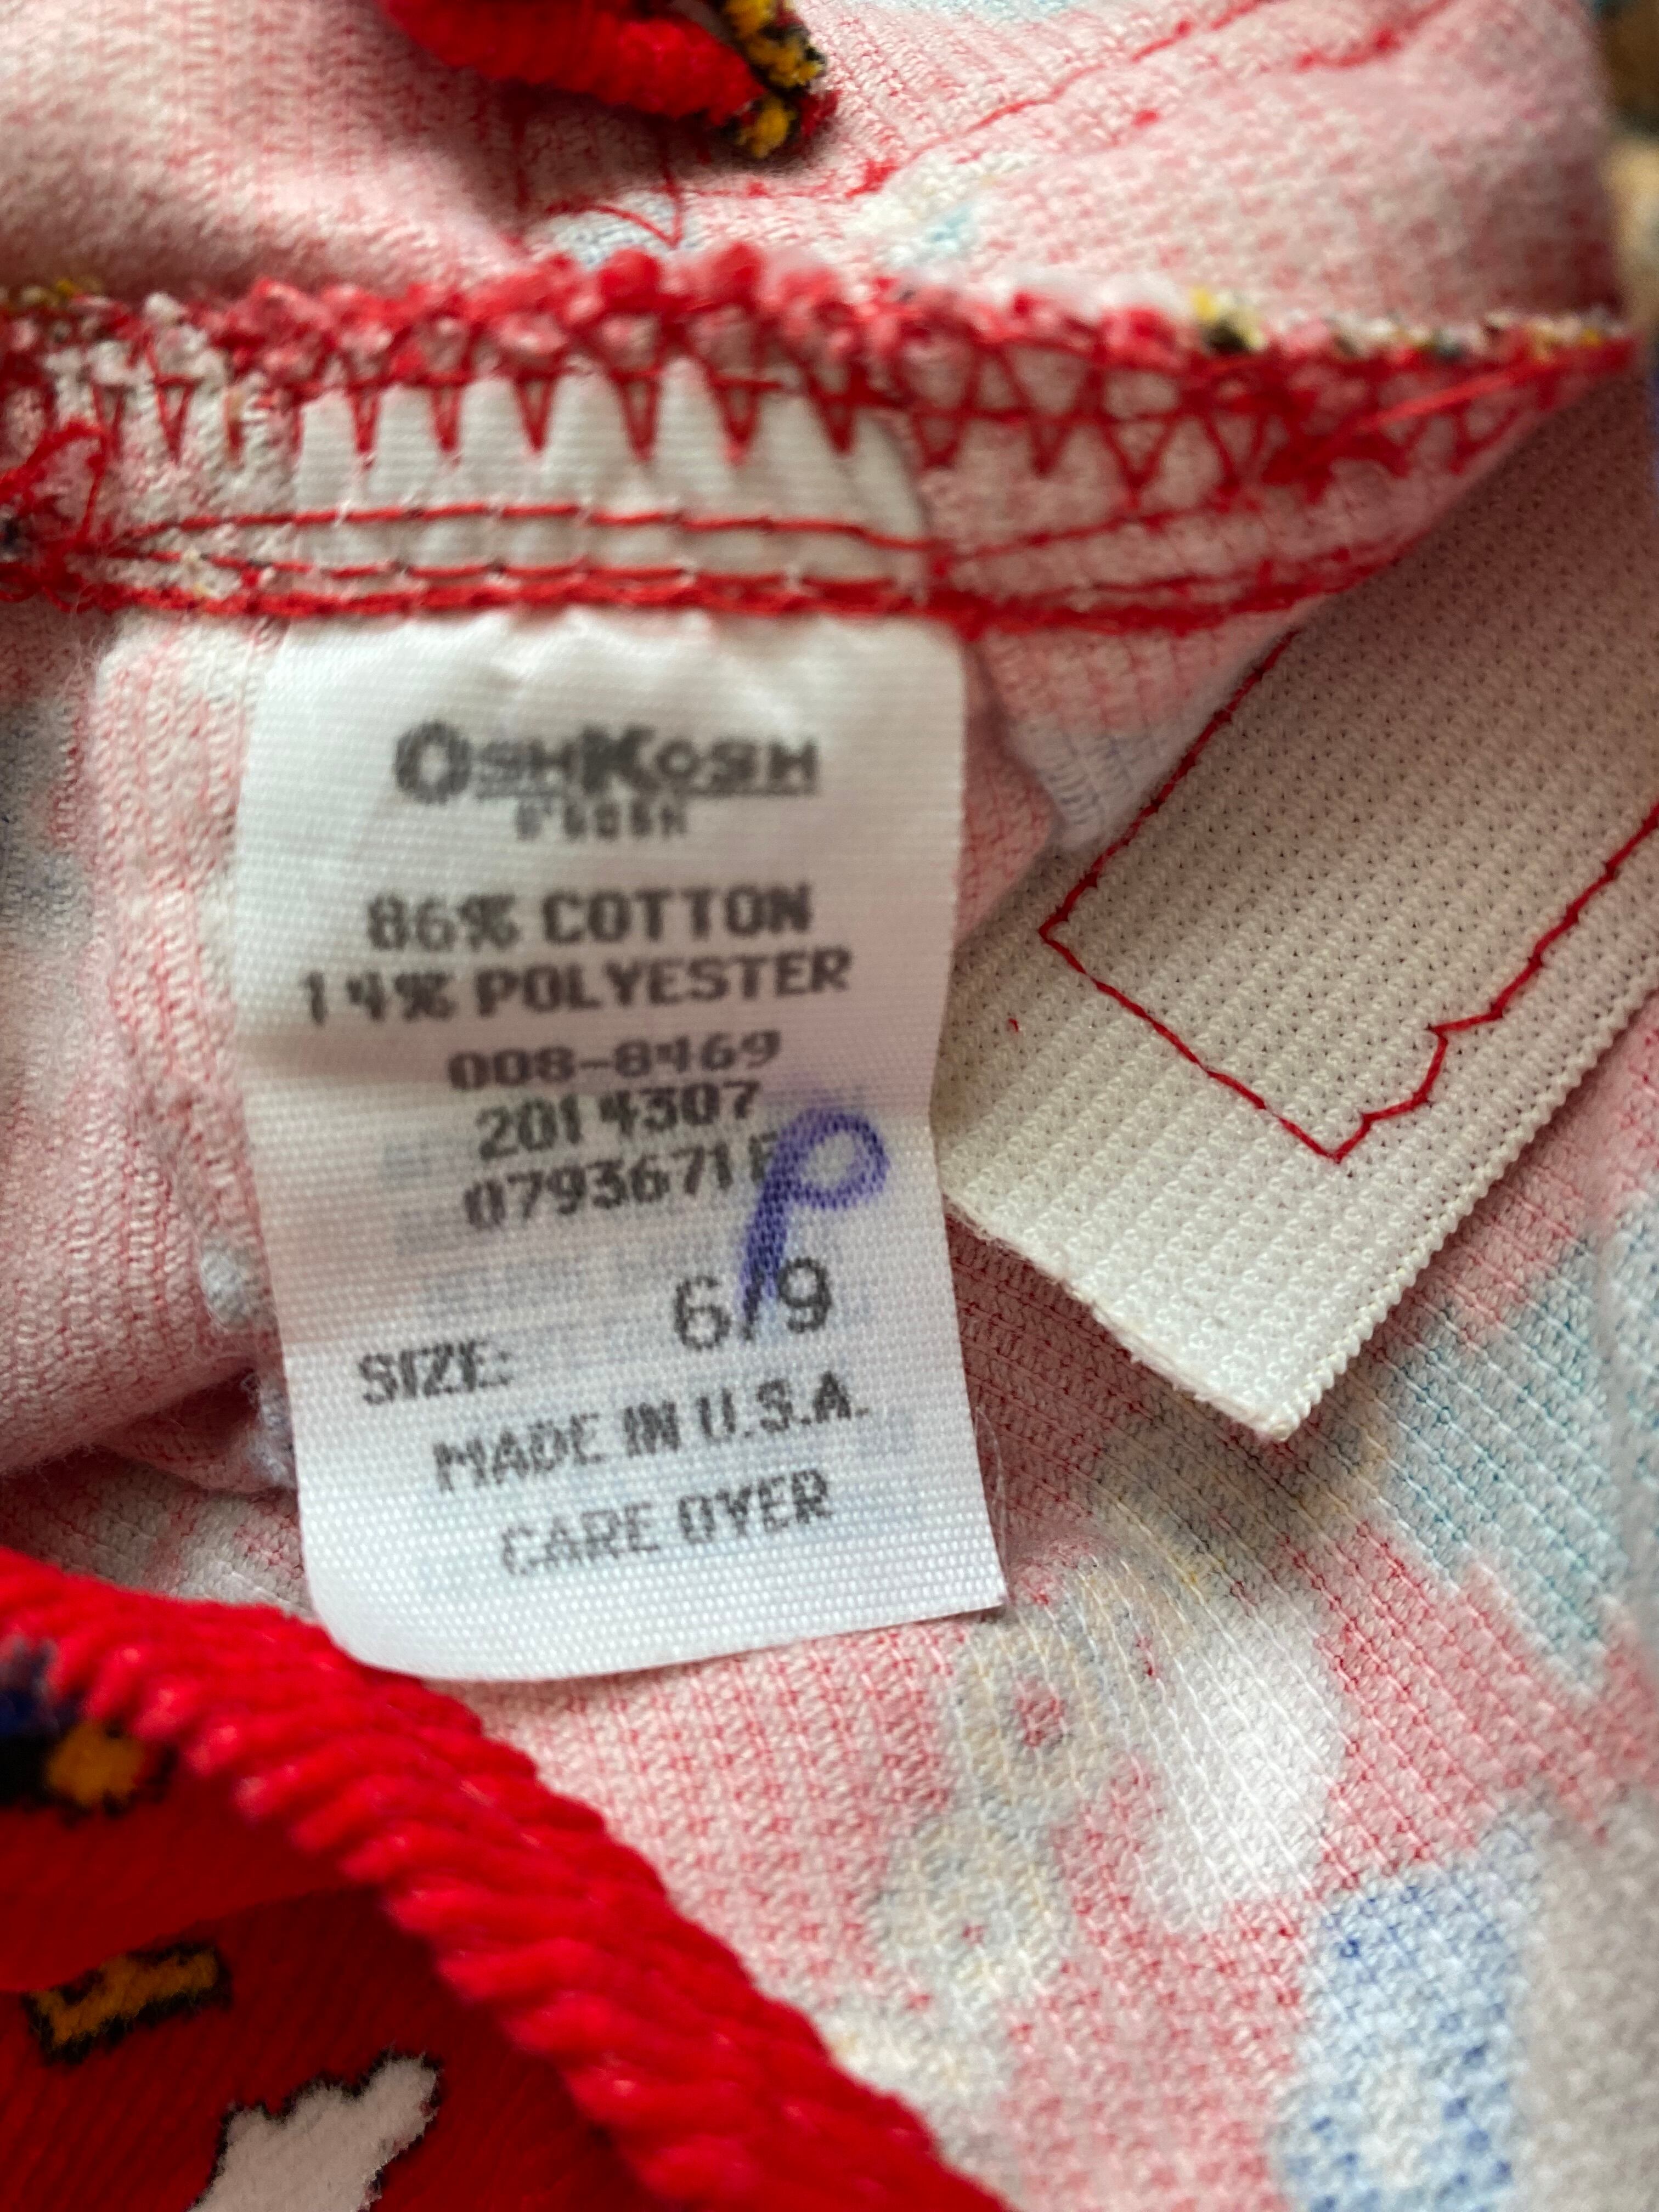 OSHKOSH
B'GOSH
86% COTTON
14% POLYESTER
008-8469
2014307
0793671
P
6/9
SIZE:
MADE IN U.S.A.
CARE OVER